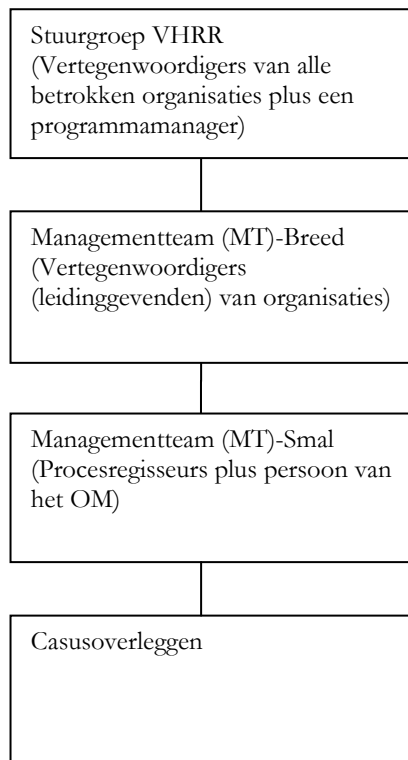 Stuurgroep VHRR
(Vertegenwoordigers van alle
betrokken organisaties plus een
programmamanager)
Managementteam (MT)-Breed
(Vertegenwoordigers
(leidinggevenden) van organisaties)
Managementteam (MT)-Smal
(Procesregisseurs plus persoon van
het OM)
Casusoverleggen